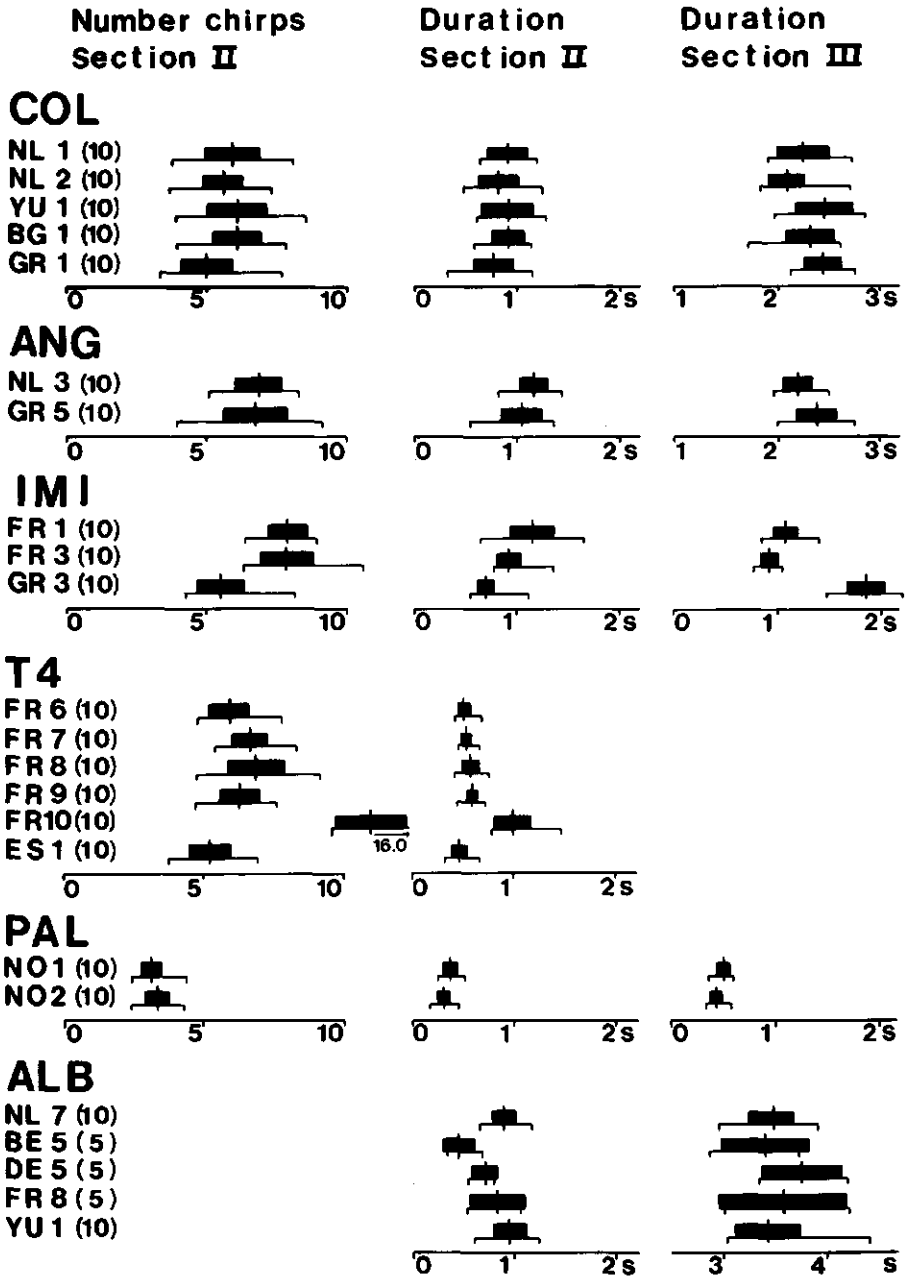 Number chirps Duration Duration
Section II Section II Section III
COL
NL 1 (10)
NL 2 (10)
YU 1 (10)
BG 1 (10)
GR 1 (10)
0 5 10 0 1 2 s 1 2 3 s
ANG
NL 3 (10)
GR 5 (10)
0 5 10 0 1 2 s 1 2 3 s
IMI
FR 1 (10)
FR 3 (10)
GR 3 (10)
0 5 10 0 1 2 s 0 1 2 s
T4
FR 6 (10)
FR 7 (10)
FR 8 (10)
FR 9 (10)
FR10(10)
16.0
ES 1 (10)
0 5 10 0 1 2 s
PAL
NO1 (10)
NO2 (10)
0 5 10 0 1 2 s 0 1 2 s
ALB
NL 7 (10)
BE 5 (5)
DE 5 (5)
FR 8 (5)
YU 1 (10)
0 1 2 s 3 4 s